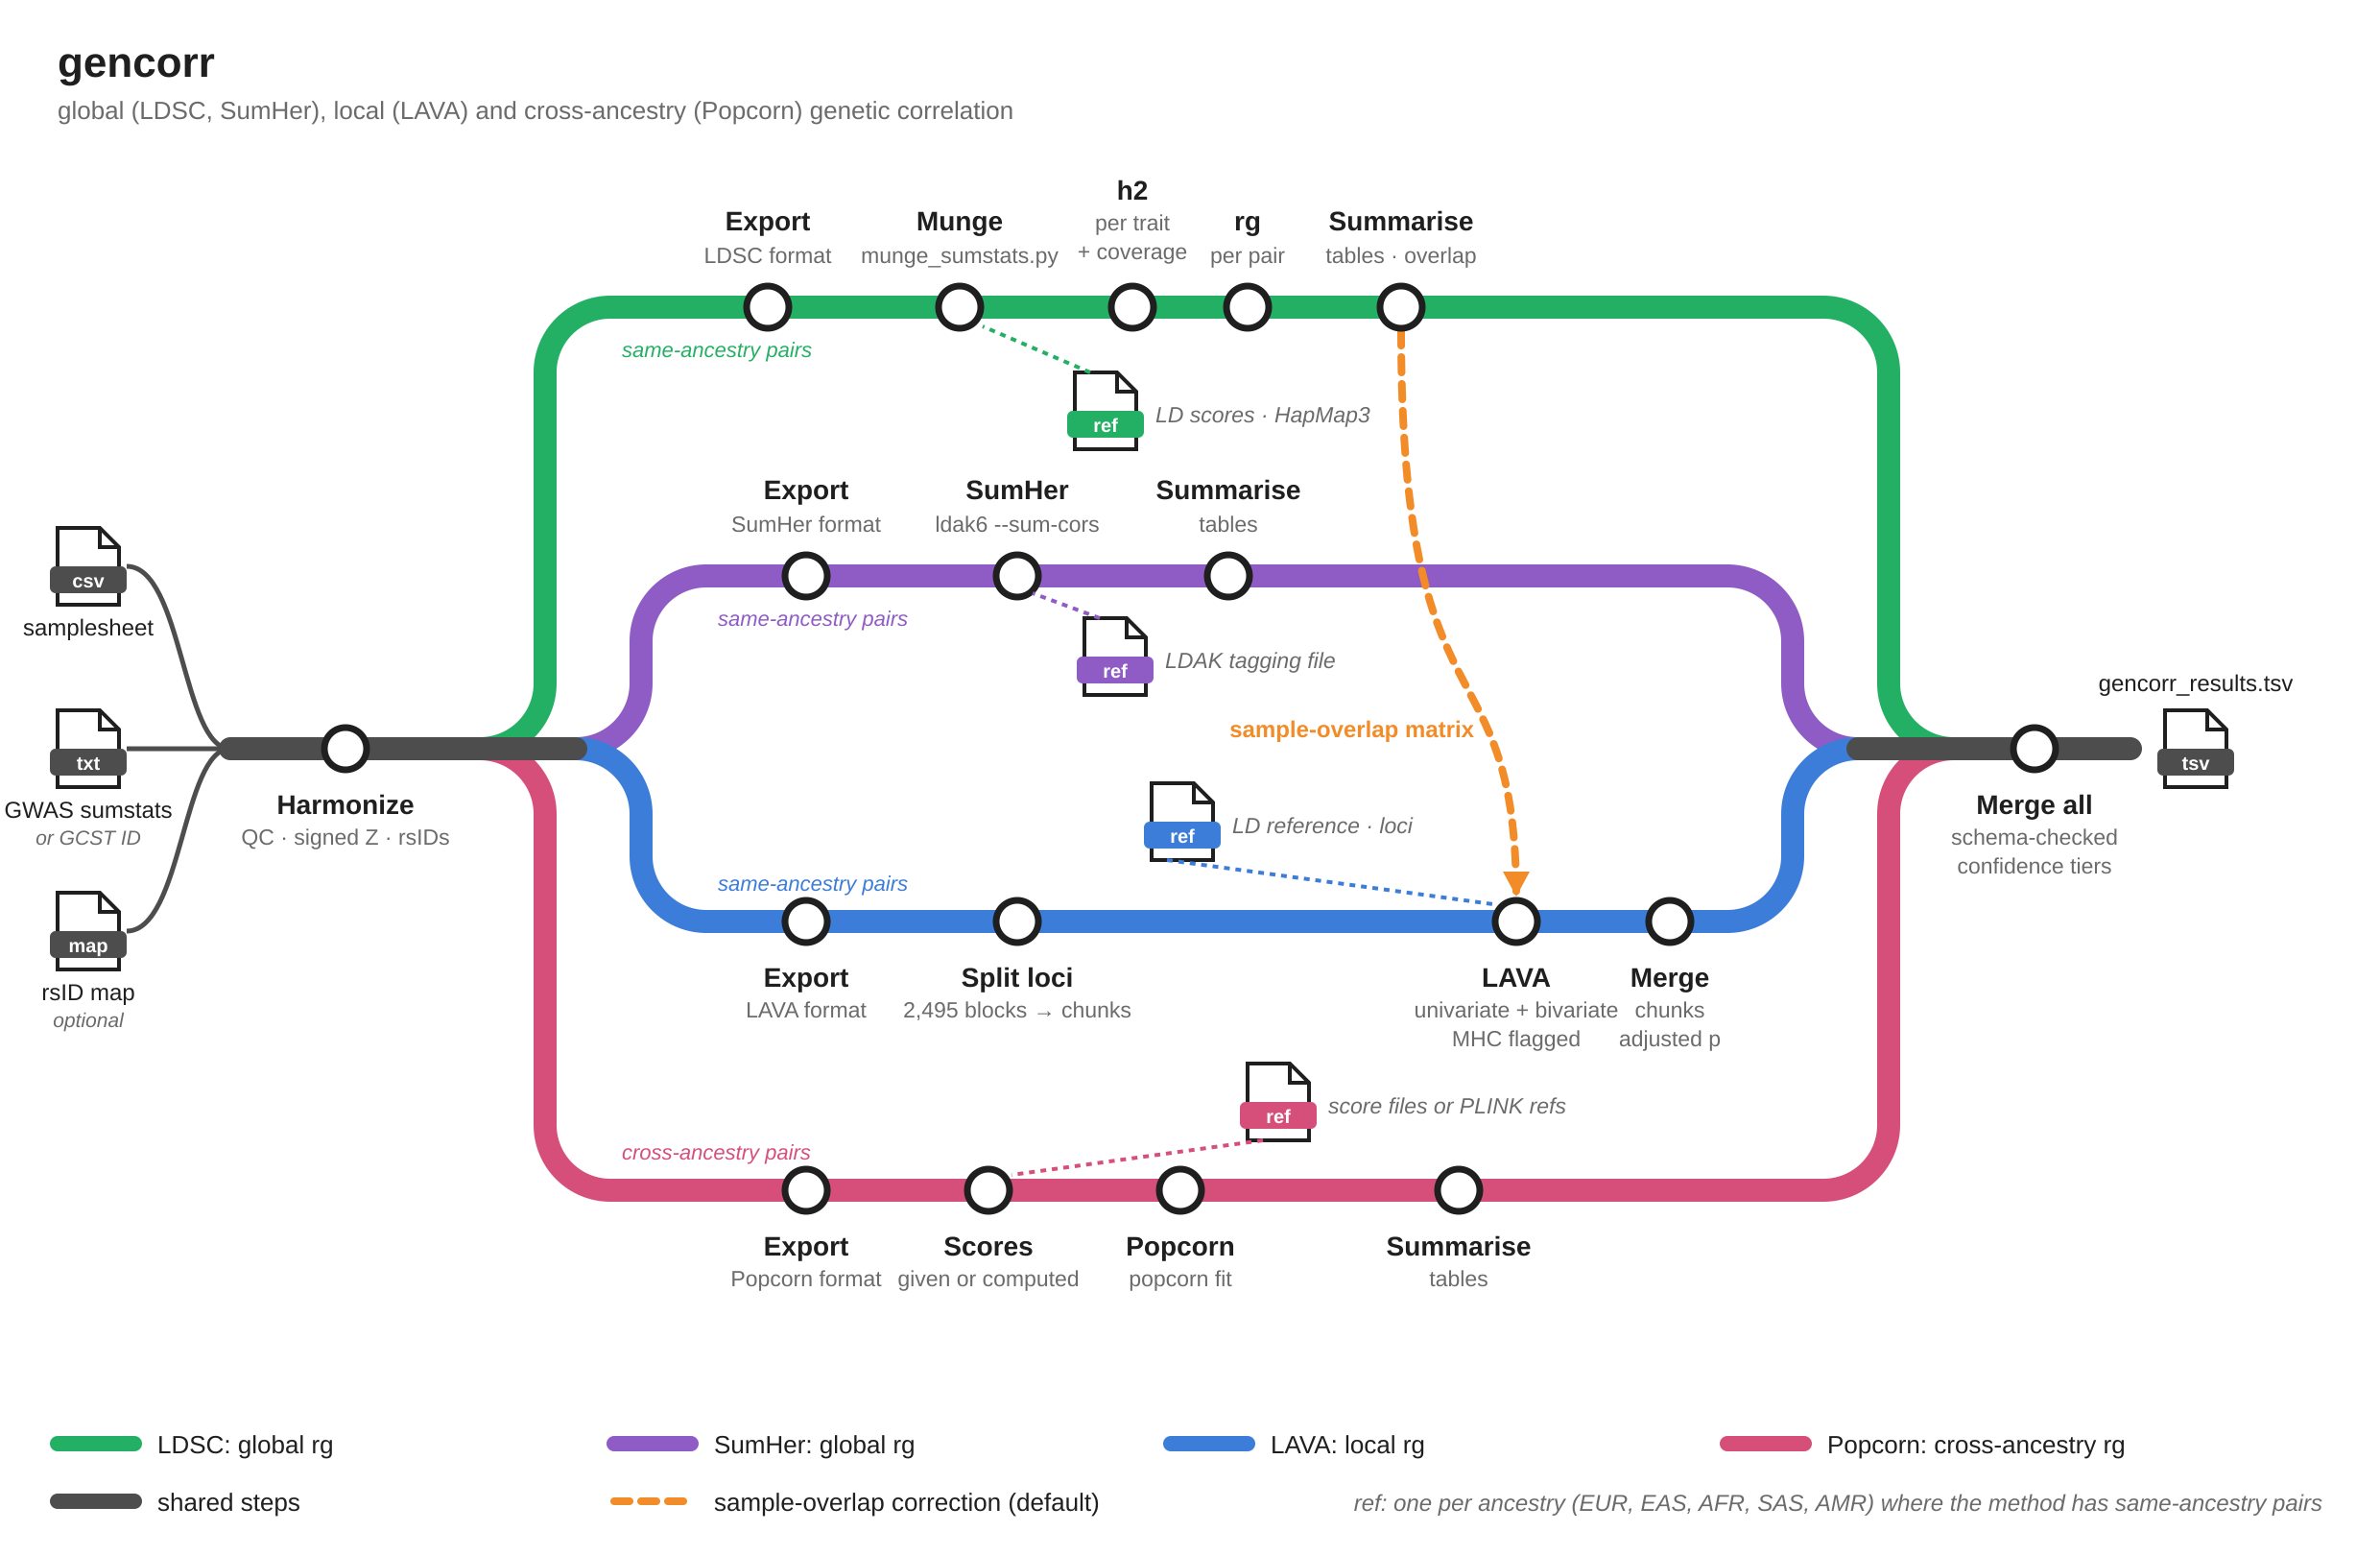 gencorr
global (LDSC, SumHer), local (LAVA) and cross-ancestry (Popcorn) genetic correlation
Export
LDSC format
Munge
munge_sumstats.py
h2
per trait
+ coverage
rg
per pair
Summarise
tables · overlap
same-ancestry pairs
ref
LD scores · HapMap3
Export
SumHer format
SumHer
ldak6 --sum-cors
Summarise
tables
same-ancestry pairs
ref
LDAK tagging file
sample-overlap matrix
csv
samplesheet
txt
GWAS sumstats
or GCST ID
map
rsID map
optional
Harmonize
QC · signed Z · rsIDs
ref
LD reference · loci
same-ancestry pairs
Export
LAVA format
Split loci
2,495 blocks → chunks
LAVA
univariate + bivariate
MHC flagged
Merge
chunks
adjusted p
gencorr_results.tsv
tsv
Merge all
schema-checked
confidence tiers
ref
score files or PLINK refs
cross-ancestry pairs
Export
Popcorn format
Scores
given or computed
Popcorn
popcorn fit
Summarise
tables
LDSC: global rg
SumHer: global rg
LAVA: local rg
Popcorn: cross-ancestry rg
shared steps
sample-overlap correction (default)
ref: one per ancestry (EUR, EAS, AFR, SAS, AMR) where the method has same-ancestry pairs